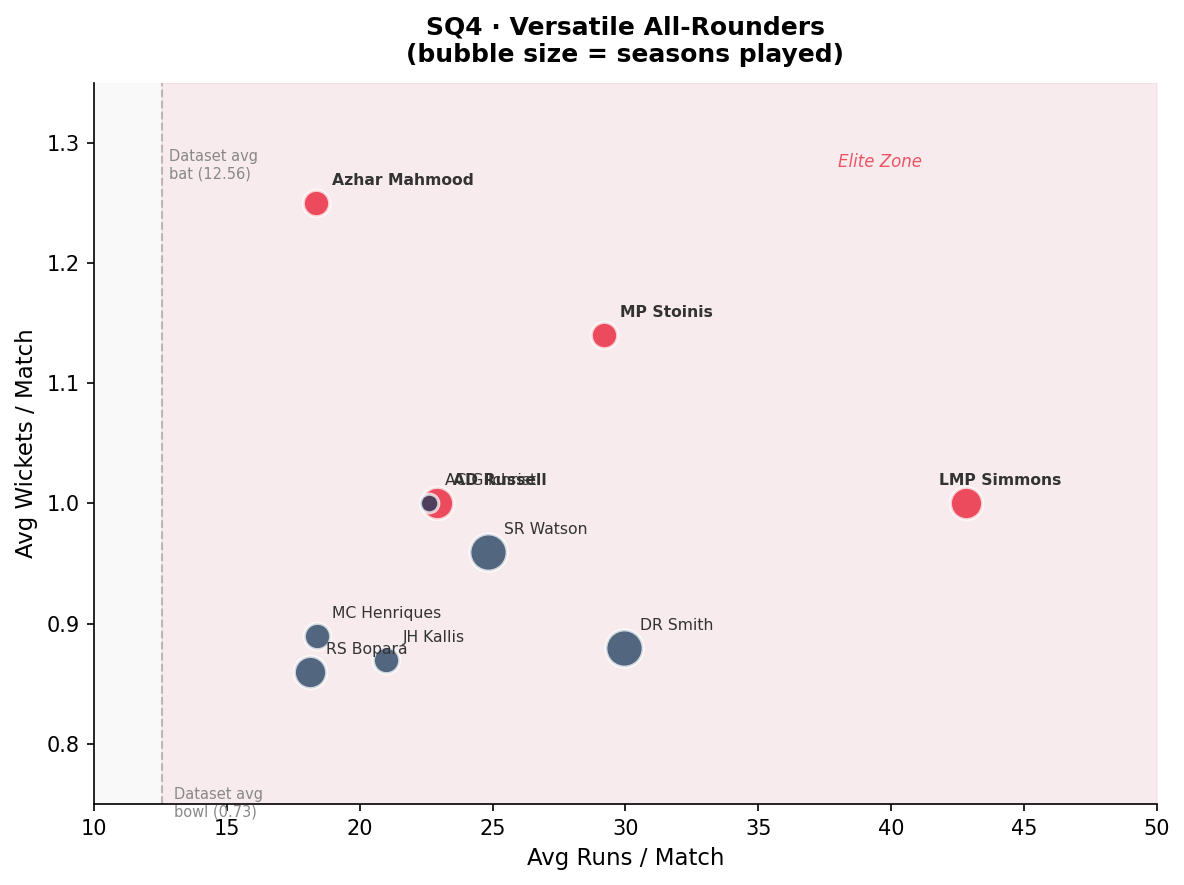 SQ4 · Versatile All-Rounders
(bubble size = seasons played)
Avg Wickets / Match
1.3
1.2
1.1
1.0
0.9
0.8
Dataset avg
bat (12.56)
Elite Zone
Azhar Mahmood
MP Stoinis
AD Russell
LMP Simmons
SR Watson
MC Henriques
JH Kallis
RS Bopara
DR Smith
Dataset avg
bowl (0.73)
10
15
20
25
30
35
40
45
50
Avg Runs / Match